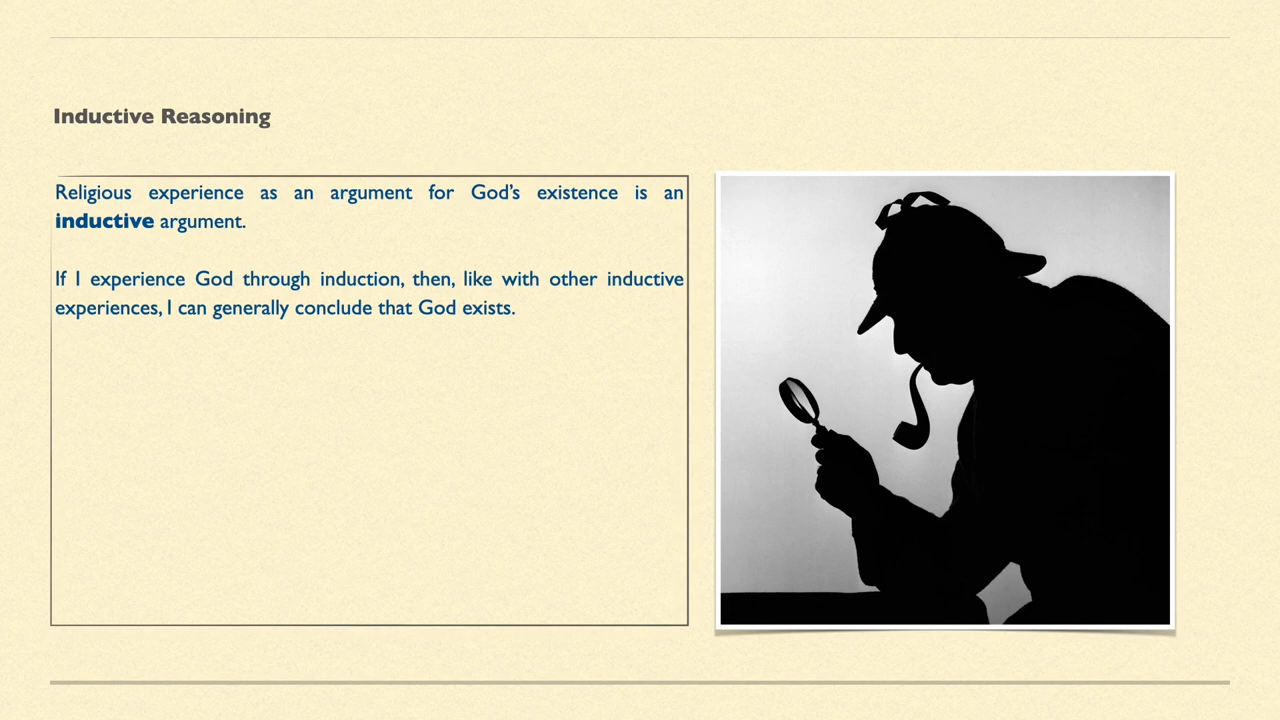 Inductive Reasoning
Religious experience as an argument for God’s existence is an
inductive argument.
If I experience God through induction, then, like with other inductive
experiences, I can generally conclude that God exists.